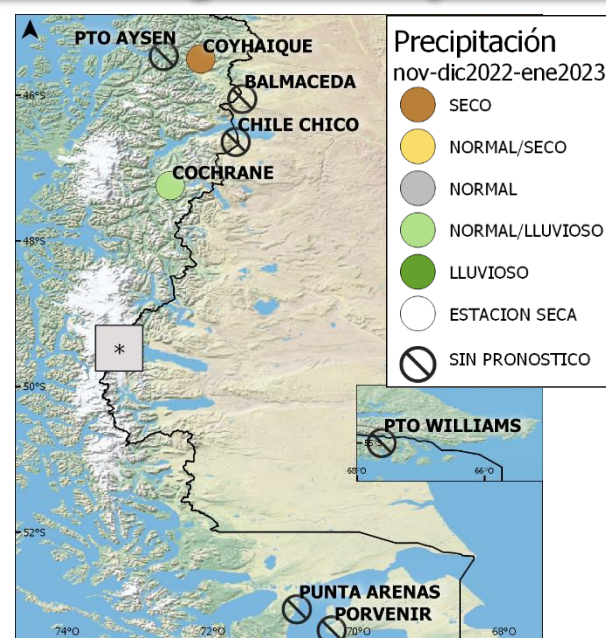 Precipitación
nov-dic2022-ene2023
SECO
NORMAL/SECO
NORMAL
NORMAL/LLUVIOSO
LLUVIOSO
ESTACION SECA
SIN PRONOSTICO
PTO AYSEN
COYHAIQUE
BALMACEDA
46°S
CHILE CHICO
COCHRANE
48°S
*
50°S
PTO WILLIAMS
55°S
68°O
66°O
52°S
PUNTA ARENAS
PORVENIR
74°O
72°O
70°O
68°O